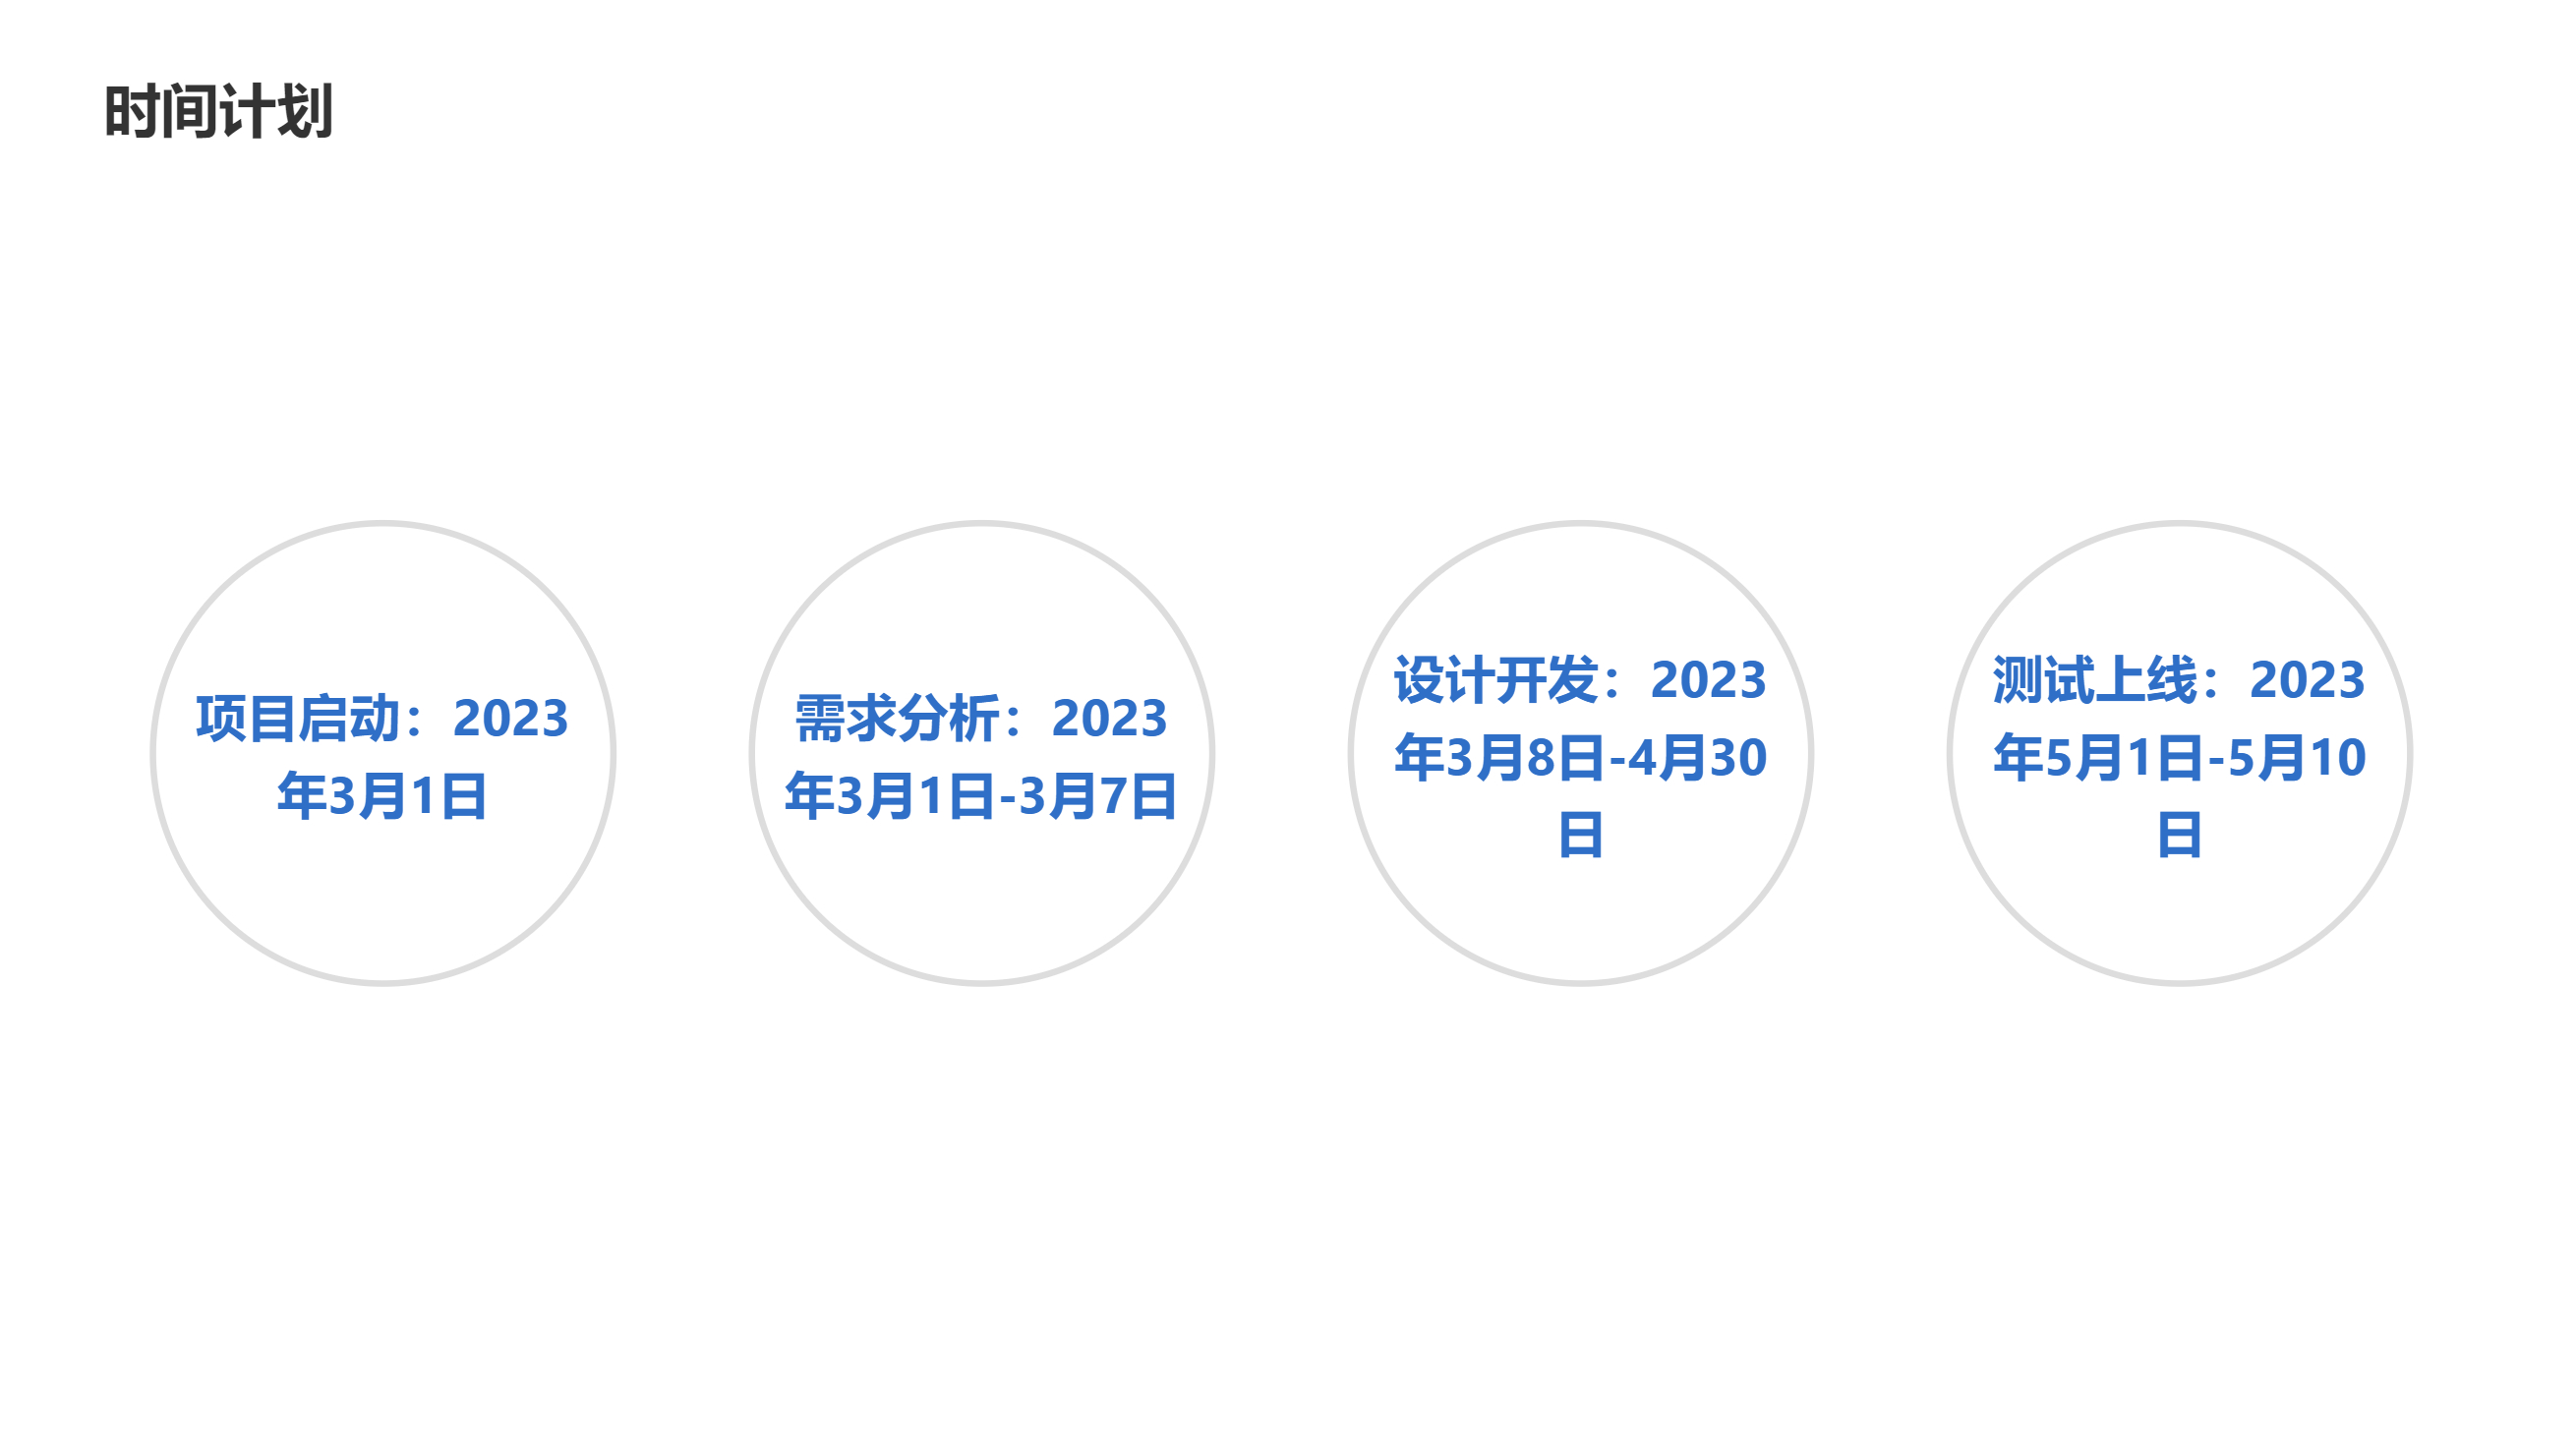 时间计划
项目启动：2023
年3月1日
需求分析：2023
年3月1日-3月7日
设计开发：2023
年3月8日-4月30
日
测试上线：2023
年5月1日-5月10
日